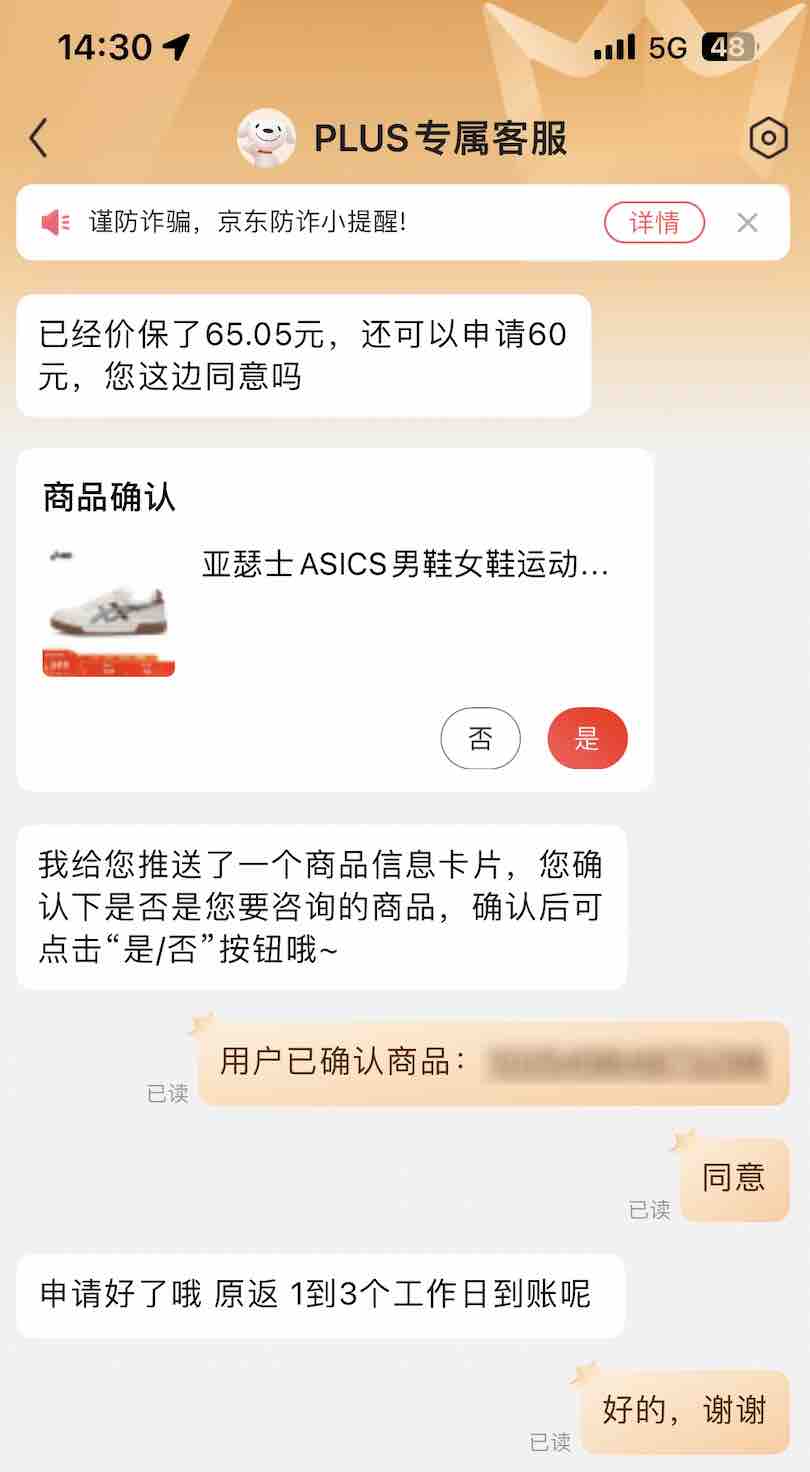 14:30
5G
48
PLUS专属客服
谨防诈骗，京东防诈小提醒!
详情
已经价保了65.05元，还可以申请60
元，您这边同意吗
商品确认
亚瑟士ASICS男鞋女鞋运动...
否
是
我给您推送了一个商品信息卡片，您确
认下是否是您要咨询的商品，确认后可
点击“是/否”按钮哦~
用户已确认商品：
已读
同意
已读
申请好了哦 原返 1到3个工作日到账呢
好的，谢谢
已读